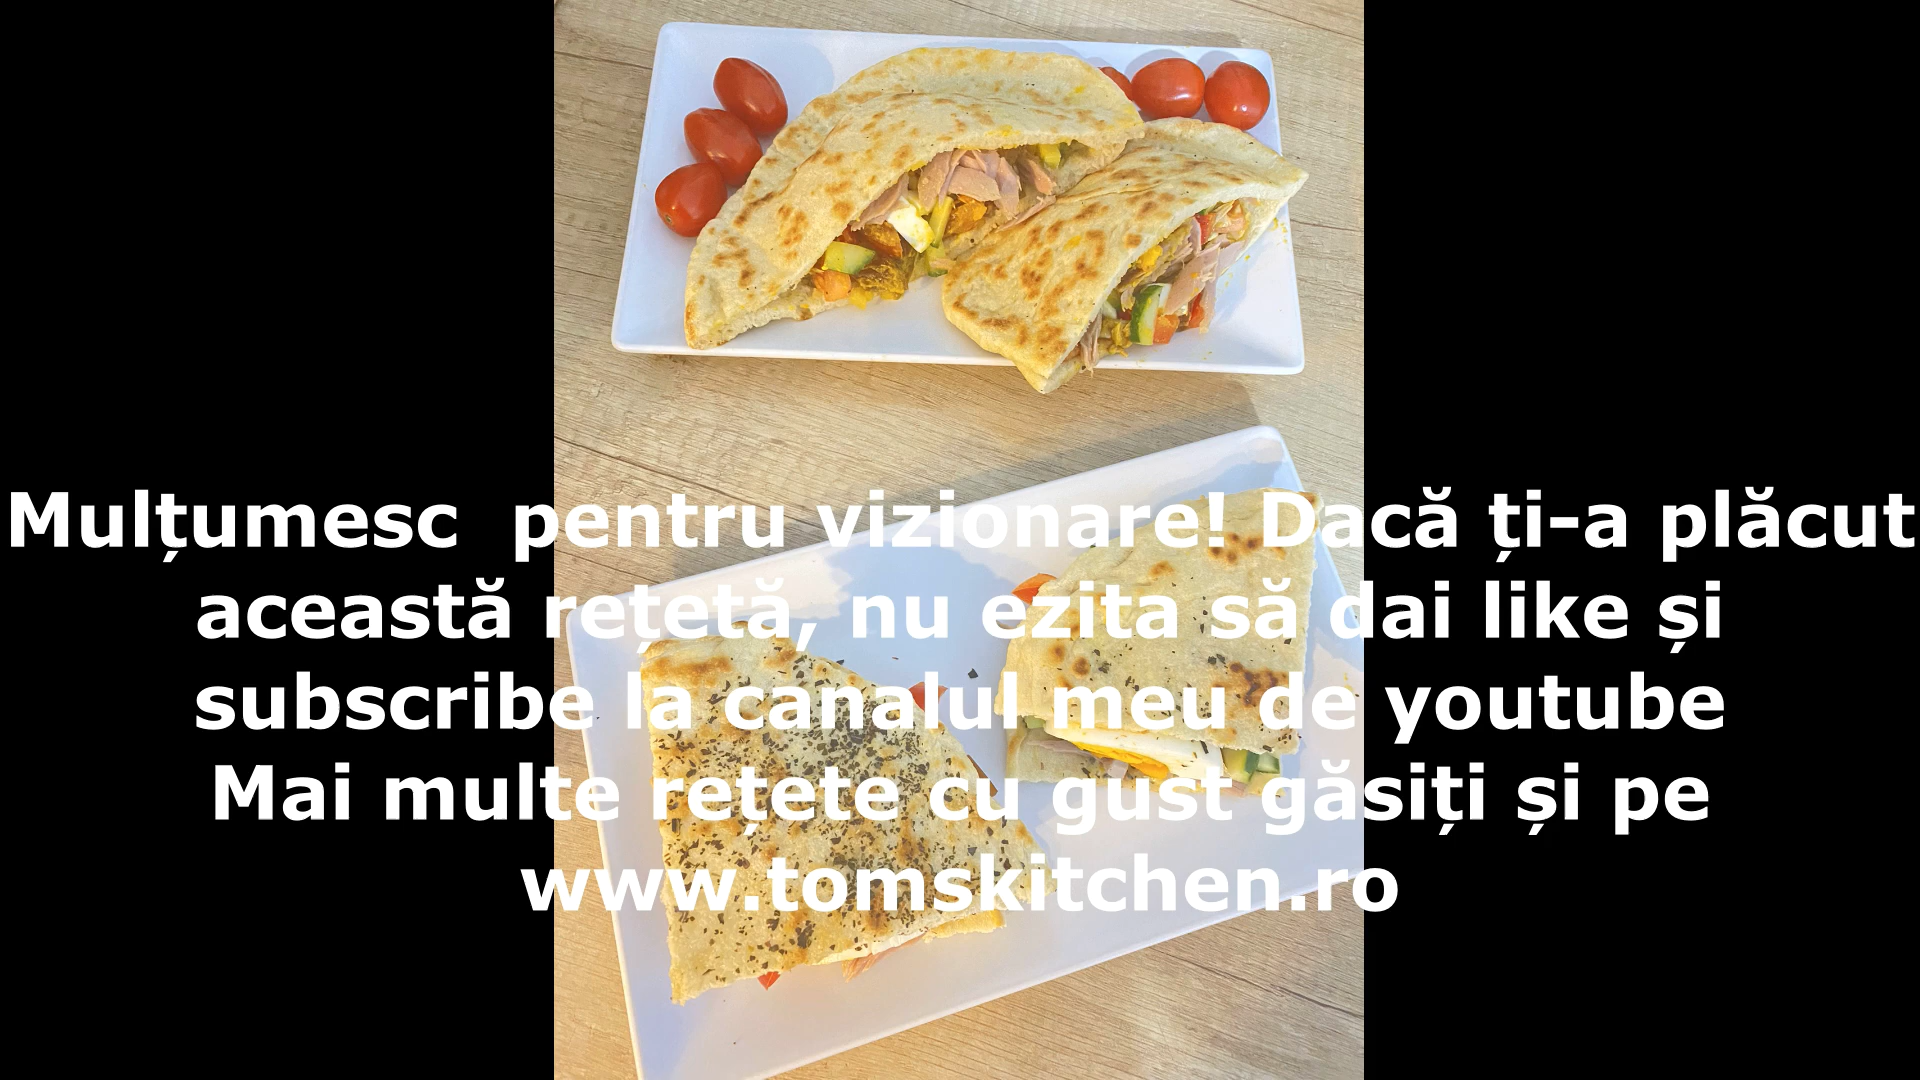 Mulțumesc  pentru vizionare! Dacă ți-a plăcut
această rețetă, nu ezita să dai like și
subscribe la canalul meu de youtube
Mai multe rețete cu gust găsiți și pe
www.tomskitchen.ro